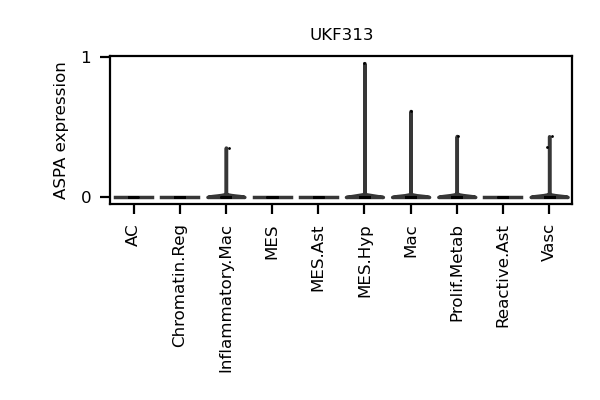 UKF313
ASPA expression
1
0
AC
Chromatin.Reg
Inflammatory.Mac
MES
MES.Ast
MES.Hyp
Mac
Prolif.Metab
Reactive.Ast
Vasc